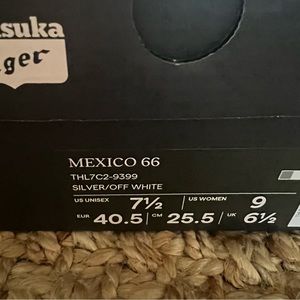 suka
ger
MEXICO 66
THL7C2-9399
SILVER/OFF WHITE
US UNISEX 7½ US WOMEN 9
EUR 40.5 CM 25.5 UK 6½